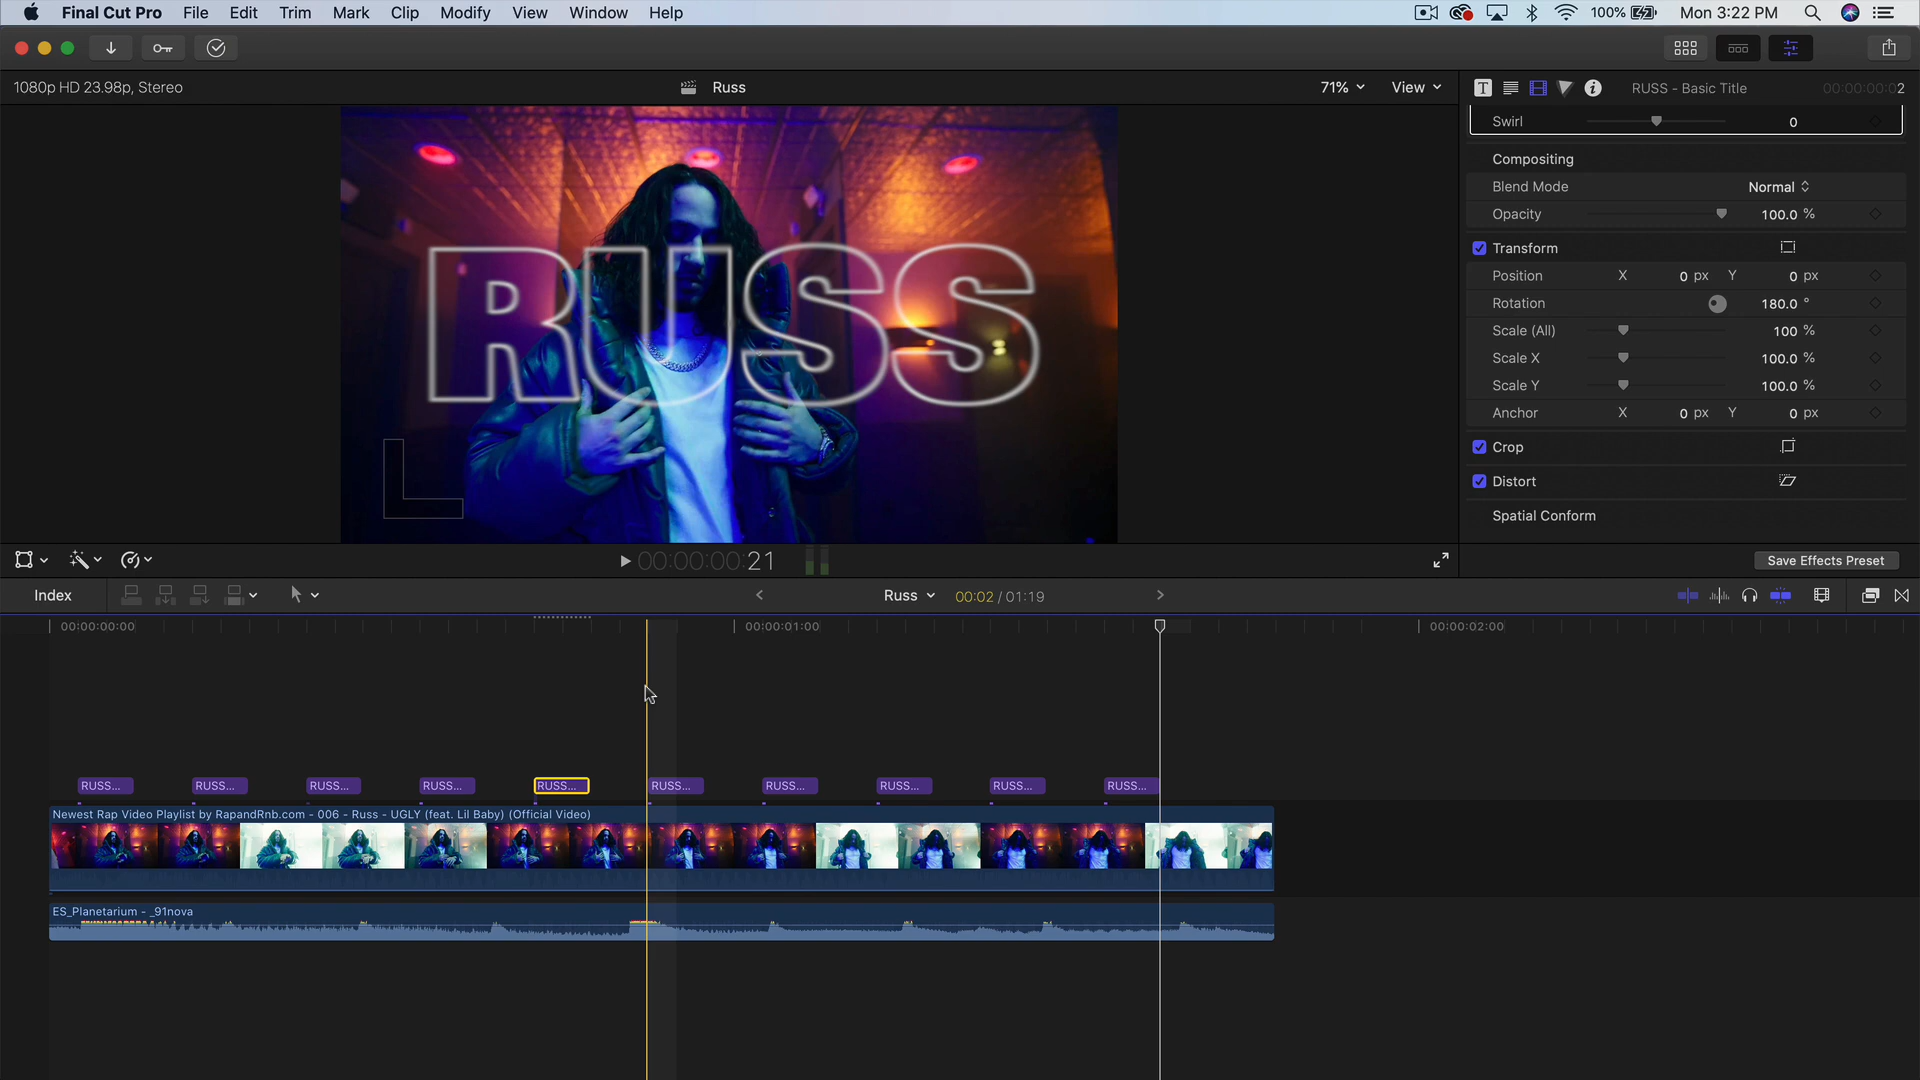 Final Cut Pro File Edit Trim Mark Clip Modify View Window Help 100% Mon 3:22 PM
1080p HD 23.98p, Stereo Russ 71% View T i RUSS - Basic Title 00:00:00:02
Swirl 0
Compositing
Blend Mode Normal
Opacity 100.0 %
Transform
Position X 0 px Y 0 px
Rotation 180.0 °
Scale (All) 100 %
Scale X 100.0 %
Scale Y 100.0 %
Anchor X 0 px Y 0 px
Crop
Distort
Spatial Conform
RUSS
00:00:00:21 Save Effects Preset
Index Russ 00:02 / 01:19
00:00:00:00 00:00:01:00 00:00:02:00
RUSS... RUSS... RUSS... RUSS... RUSS... RUSS... RUSS... RUSS... RUSS... RUSS...
Newest Rap Video Playlist by RapandRnb.com - 006 - Russ - UGLY (feat. Lil Baby) (Official Video)
ES_Planetarium - _91nova